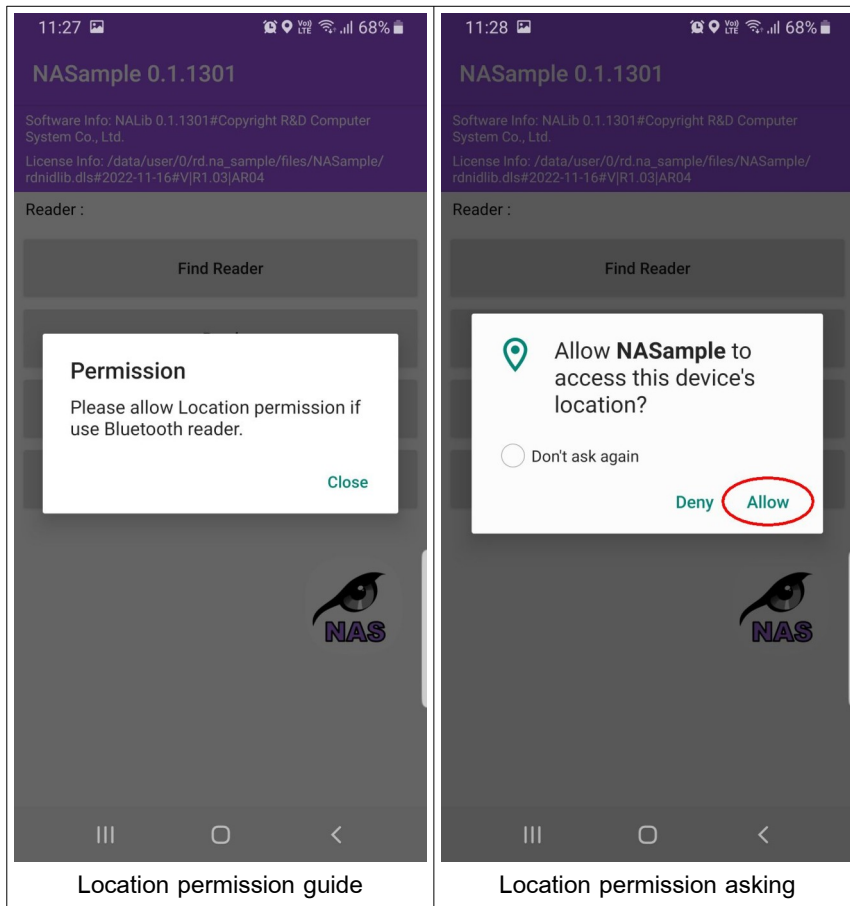 11:27
VoI) LTE 68%
NASample 0.1.1301
Software Info: NALib 0.1.1301#Copyright R&D Computer
System Co., Ltd.
License Info: /data/user/0/rd.na_sample/files/NASample/
rdnidlib.dls#2022-11-16#V|R1.03|AR04
Reader :
Find Reader
Permission
Please allow Location permission if
use Bluetooth reader.
Close
NAS
Location permission guide
11:28
VoI) LTE 68%
NASample 0.1.1301
Software Info: NALib 0.1.1301#Copyright R&D Computer
System Co., Ltd.
License Info: /data/user/0/rd.na_sample/files/NASample/
rdnidlib.dls#2022-11-16#V|R1.03|AR04
Reader :
Find Reader
Allow NASample to
access this device's
location?
Don't ask again
Deny Allow
NAS
Location permission asking